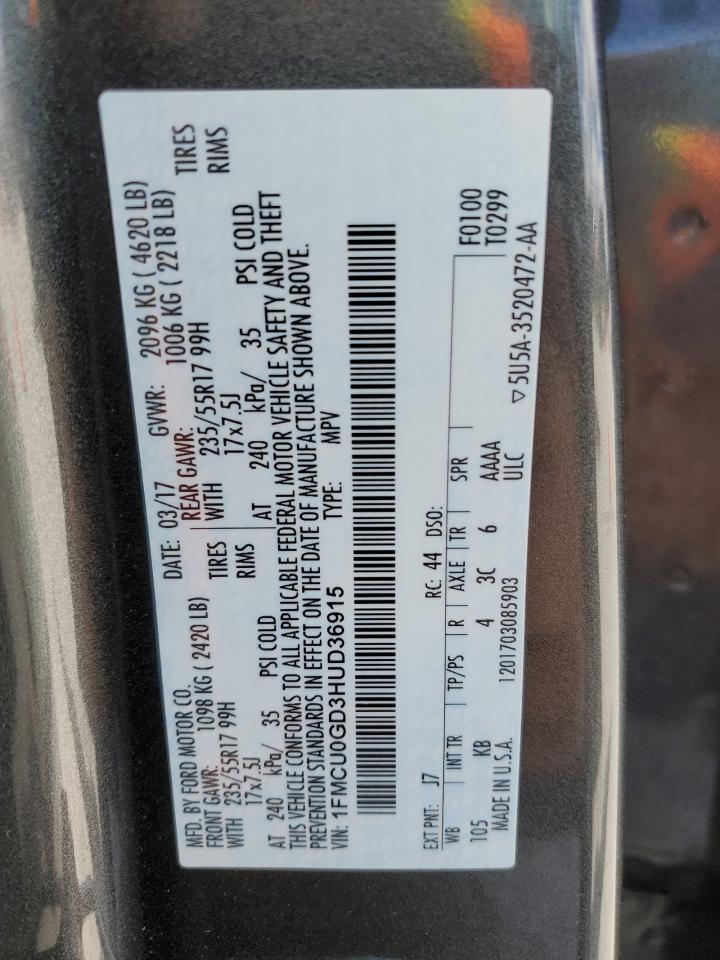 MFD. BY FORD MOTOR CO.
DATE: 03/17 GVWR: 2096 KG ( 4620 LB)
FRONT GAWR: 1098 KG ( 2420 LB) REAR GAWR: 1006 KG ( 2218 LB)
WITH 235/55R17 99H TIRES WITH 235/55R17 99H TIRES
17x7.5J RIMS 17x7.5J RIMS
AT 240 kPa/ 35 PSI COLD AT 240 kPa/ 35 PSI COLD
THIS VEHICLE CONFORMS TO ALL APPLICABLE FEDERAL MOTOR VEHICLE SAFETY AND THEFT
PREVENTION STANDARDS IN EFFECT ON THE DATE OF MANUFACTURE SHOWN ABOVE.
VIN: 1FMCU0GD3HUD36915 TYPE: MPV
EXT PNT: J7 RC: 44 DSO: F0100
WB INT TR TP/PS R AXLE TR SPR T0299
105 KB 4 3C 6 AAAA
MADE IN U.S.A. 1201703085903 ULC
▽ 5U5A-3520472-AA